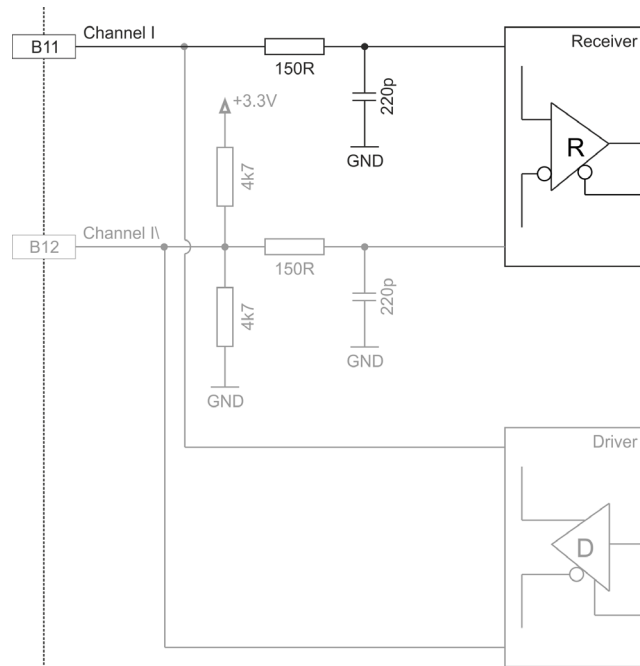 B11
Channel I
Receiver
150R
220p
+3.3V
GND
R
4k7
B12
Channel I\
150R
220p
4k7
GND
GND
Driver
D